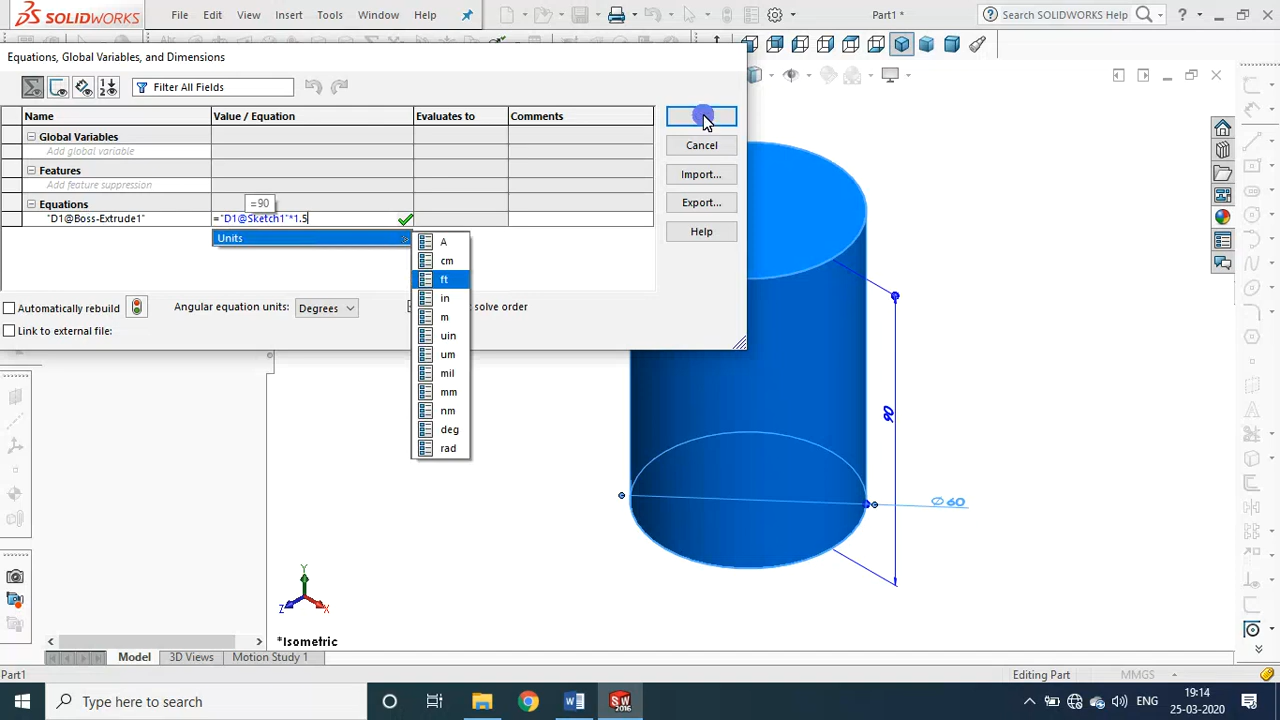 SOLIDWORKS
File Edit View Insert Tools Window Help
Part1 *
Search SOLIDWORKS Help
?
Equations, Global Variables, and Dimensions
Filter All Fields
Name Value / Equation Evaluates to Comments
Global Variables
Add global variable
Features
Add feature suppression
Equations
=90
"D1@Boss-Extrude1" ="D1@Sketch1"*1.5
Units
A
cm
ft
in
m
uin
um
mil
mm
nm
deg
rad
Cancel
Import...
Export...
Help
Automatically rebuild Angular equation units: Degrees solve order
Link to external file:
90
Ø60
Y
X
Z
*Isometric
Model 3D Views Motion Study 1
Part1 Editing Part MMGS
Type here to search
SW
2016
ENG
19:14
25-03-2020